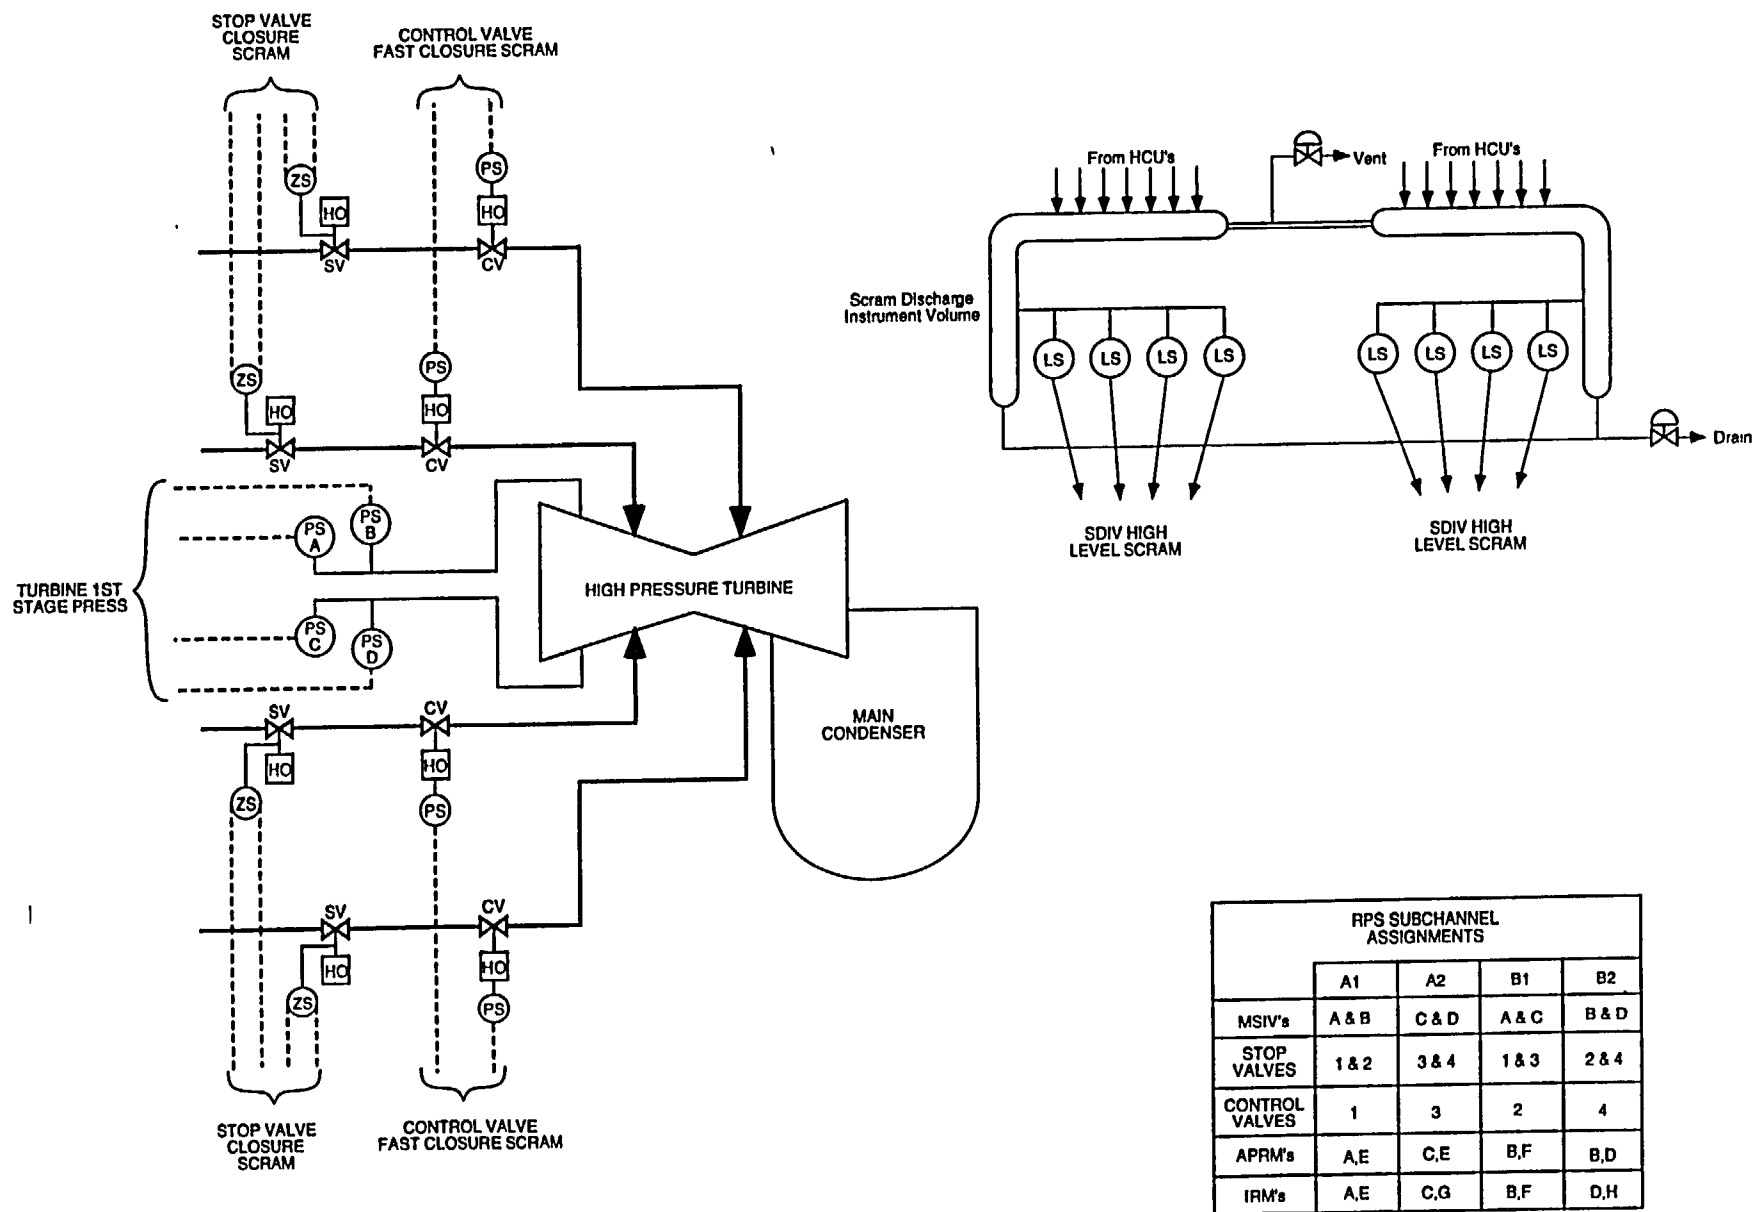 STOP VALVE
CLOSURE
SCRAM
CONTROL VALVE
FAST CLOSURE SCRAM
PS
ZS
HO
HO
SV
CV
ZS
PS
HO
HO
SV
CV
TURBINE 1ST
STAGE PRESS
PS
A
PS
B
PS
C
PS
D
HIGH PRESSURE TURBINE
MAIN
CONDENSER
SV
CV
HO
HO
ZS
PS
SV
CV
HO
HO
ZS
PS
STOP VALVE
CLOSURE
SCRAM
CONTROL VALVE
FAST CLOSURE SCRAM
From HCU's
Vent
From HCU's
Scram Discharge
Instrument Volume
LS LS LS LS
LS LS LS LS
Drain
SDIV HIGH
LEVEL SCRAM
SDIV HIGH
LEVEL SCRAM
RPS SUBCHANNEL
ASSIGNMENTS
A1 A2 B1 B2
MSIV's A & B C & D A & C B & D
STOP
VALVES 1 & 2 3 & 4 1 & 3 2 & 4
CONTROL
VALVES 1 3 2 4
APRM's A,E C,E B,F B,D
IRM's A,E C,G B,F D,H